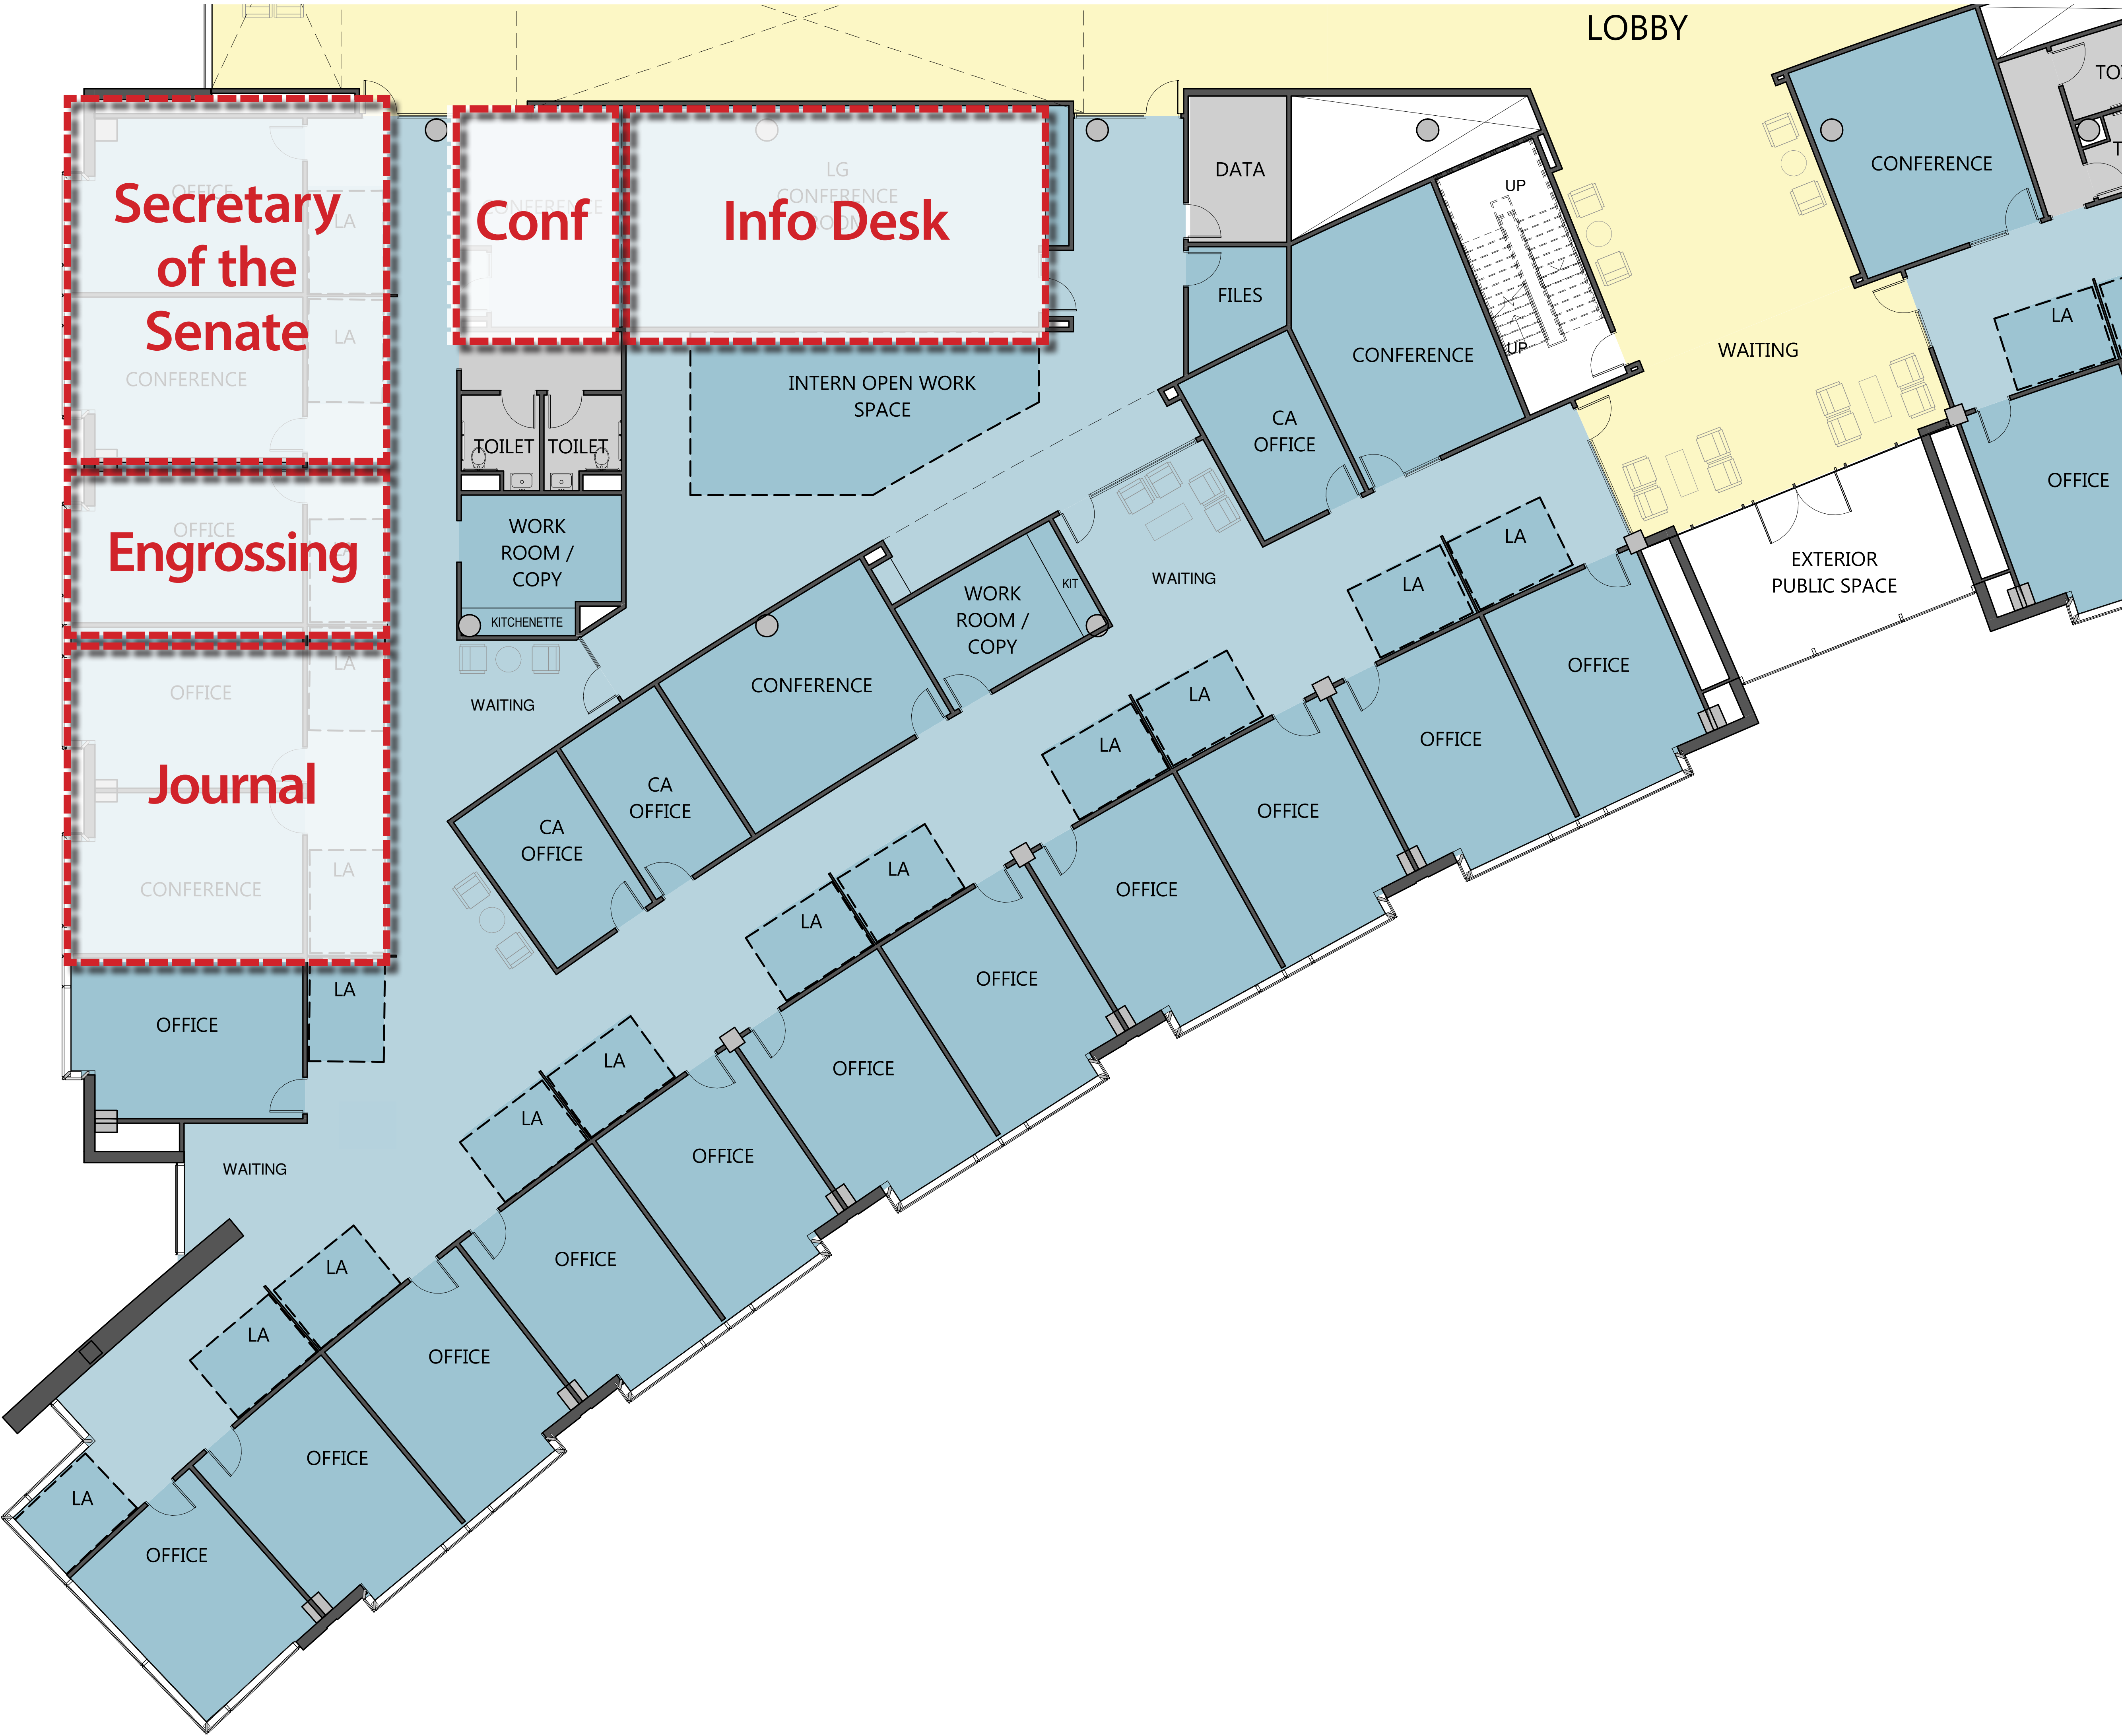 LOBBY
TOI
CONFERENCE
T
DATA
UP
OFFICE
LA
Secretary
of the
Senate
LA
CONFERENCE
CONFERENCE
Conf
LG
CONFERENCE
ROOM
Info Desk
FILES
CONFERENCE
UP
WAITING
LA
INTERN OPEN WORK
SPACE
CA
OFFICE
TOILET
TOILET
OFFICE
OFFICE
Engrossing
WORK
ROOM /
COPY
KITCHENETTE
LA
LA
EXTERIOR
PUBLIC SPACE
WAITING
KIT
WORK
ROOM /
COPY
OFFICE
LA
Journal
CONFERENCE
LA
WAITING
CONFERENCE
OFFICE
LA
LA
OFFICE
CA
OFFICE
CA
OFFICE
OFFICE
LA
LA
OFFICE
OFFICE
LA
OFFICE
LA
LA
OFFICE
WAITING
OFFICE
LA
LA
OFFICE
OFFICE
LA
OFFICE
LA
OFFICE